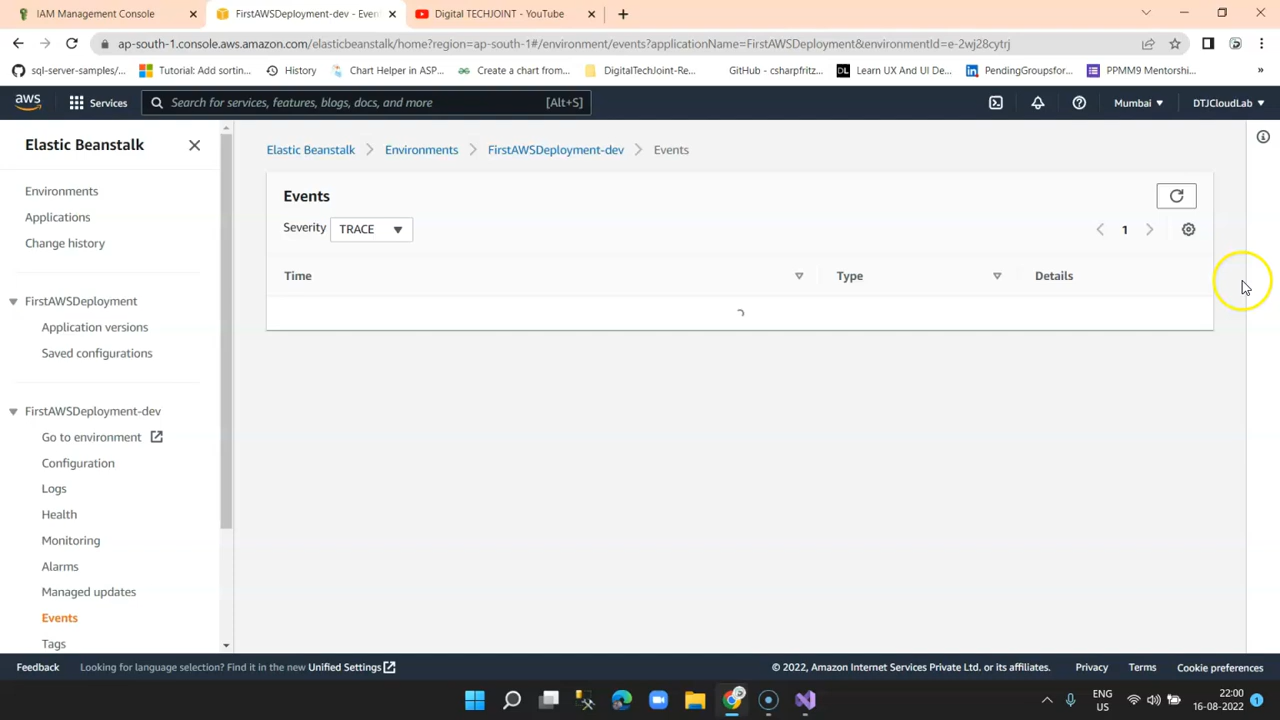 IAM Management Console
FirstAWSDeployment-dev - Even
Digital TECHJOINT - YouTube
ap-south-1.console.aws.amazon.com/elasticbeanstalk/home?region=ap-south-1#/environment/events?applicationName=FirstAWSDeployment&environmentId=e-2wj28cytrj
sql-server-samples/...
Tutorial: Add sortin...
History
Chart Helper in ASP...
Create a chart from...
DigitalTechJoint-Re...
GitHub - csharpfritz...
DL
Learn UX And UI De...
PendingGroupsfor...
PPMM9 Mentorshi...
»
aws
Services
Search for services, features, blogs, docs, and more
[Alt+S]
Mumbai
DTJCloudLab
Elastic Beanstalk
Environments
Applications
Change history
FirstAWSDeployment
Application versions
Saved configurations
FirstAWSDeployment-dev
Go to environment
Configuration
Logs
Health
Monitoring
Alarms
Managed updates
Events
Tags
Elastic Beanstalk
Environments
FirstAWSDeployment-dev
Events
Events
Severity
TRACE
1
Time
Type
Details
Feedback
Looking for language selection? Find it in the new Unified Settings
© 2022, Amazon Internet Services Private Ltd. or its affiliates.
Privacy
Terms
Cookie preferences
ENG
US
22:00
16-08-2022
1